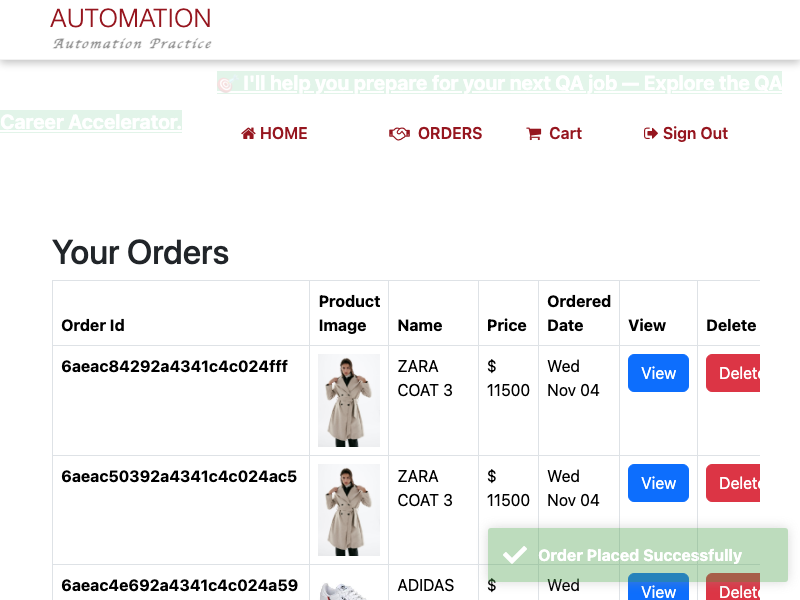 AUTOMATION
Automation Practice
🎯 I'll help you prepare for your next QA job — Explore the QA
Career Accelerator.
HOME
ORDERS
Cart
Sign Out
Your Orders
Order Id Product Image Name Price Ordered Date View Delete
6aeac84292a4341c4c024fff ZARA COAT 3 $ 11500 Wed Nov 04 View Delete
6aeac50392a4341c4c024ac5 ZARA COAT 3 $ 11500 Wed Nov 04 View Delete
Order Placed Successfully
6aeac4e692a4341c4c024a59 ADIDAS $ Wed View Delete